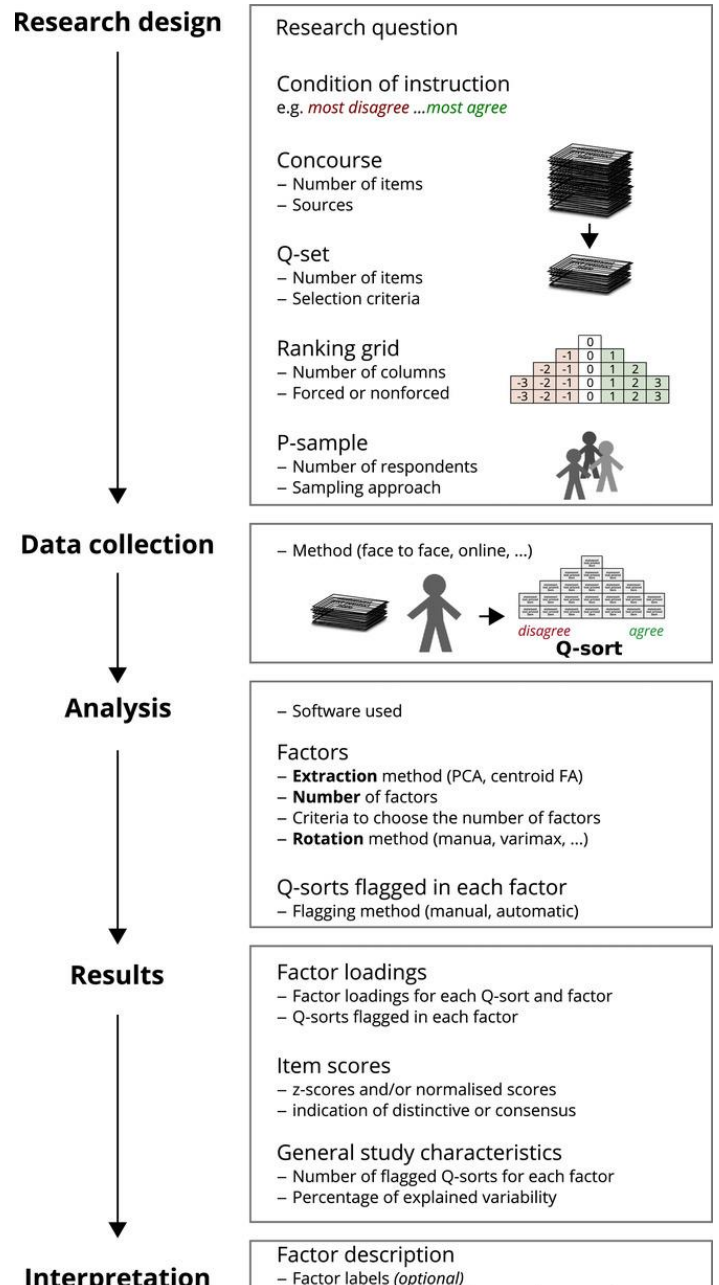 Research design
Research question
Condition of instruction
e.g. most disagree ...most agree
Concourse
– Number of items
– Sources
Q-set
– Number of items
– Selection criteria
Ranking grid
– Number of columns
– Forced or nonforced
0
-1 0 1
-2 -1 0 1 2
-3 -2 -1 0 1 2 3
-3 -2 -1 0 1 2 3
P-sample
– Number of respondents
– Sampling approach
Data collection
– Method (face to face, online, ...)
disagree agree
Q-sort
Analysis
– Software used
Factors
– Extraction method (PCA, centroid FA)
– Number of factors
– Criteria to choose the number of factors
– Rotation method (manua, varimax, ...)
Q-sorts flagged in each factor
– Flagging method (manual, automatic)
Results
Factor loadings
– Factor loadings for each Q-sort and factor
– Q-sorts flagged in each factor
Item scores
– z-scores and/or normalised scores
– indication of distinctive or consensus
General study characteristics
– Number of flagged Q-sorts for each factor
– Percentage of explained variability
Interpretation
Factor description
– Factor labels (optional)